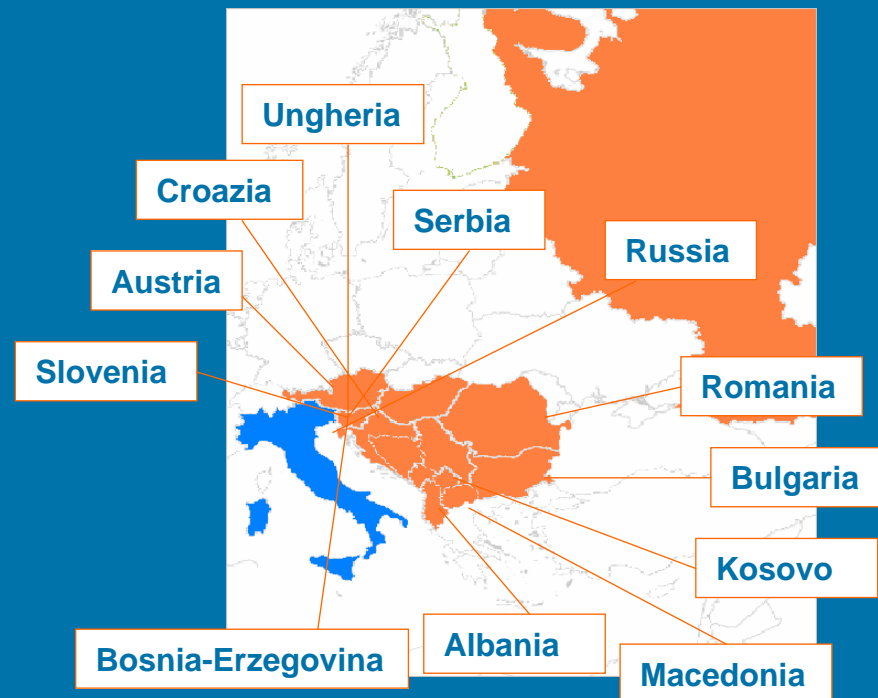 Ungheria
Croazia
Serbia
Russia
Austria
Slovenia
Romania
Bulgaria
Kosovo
Albania
Bosnia-Erzegovina
Macedonia